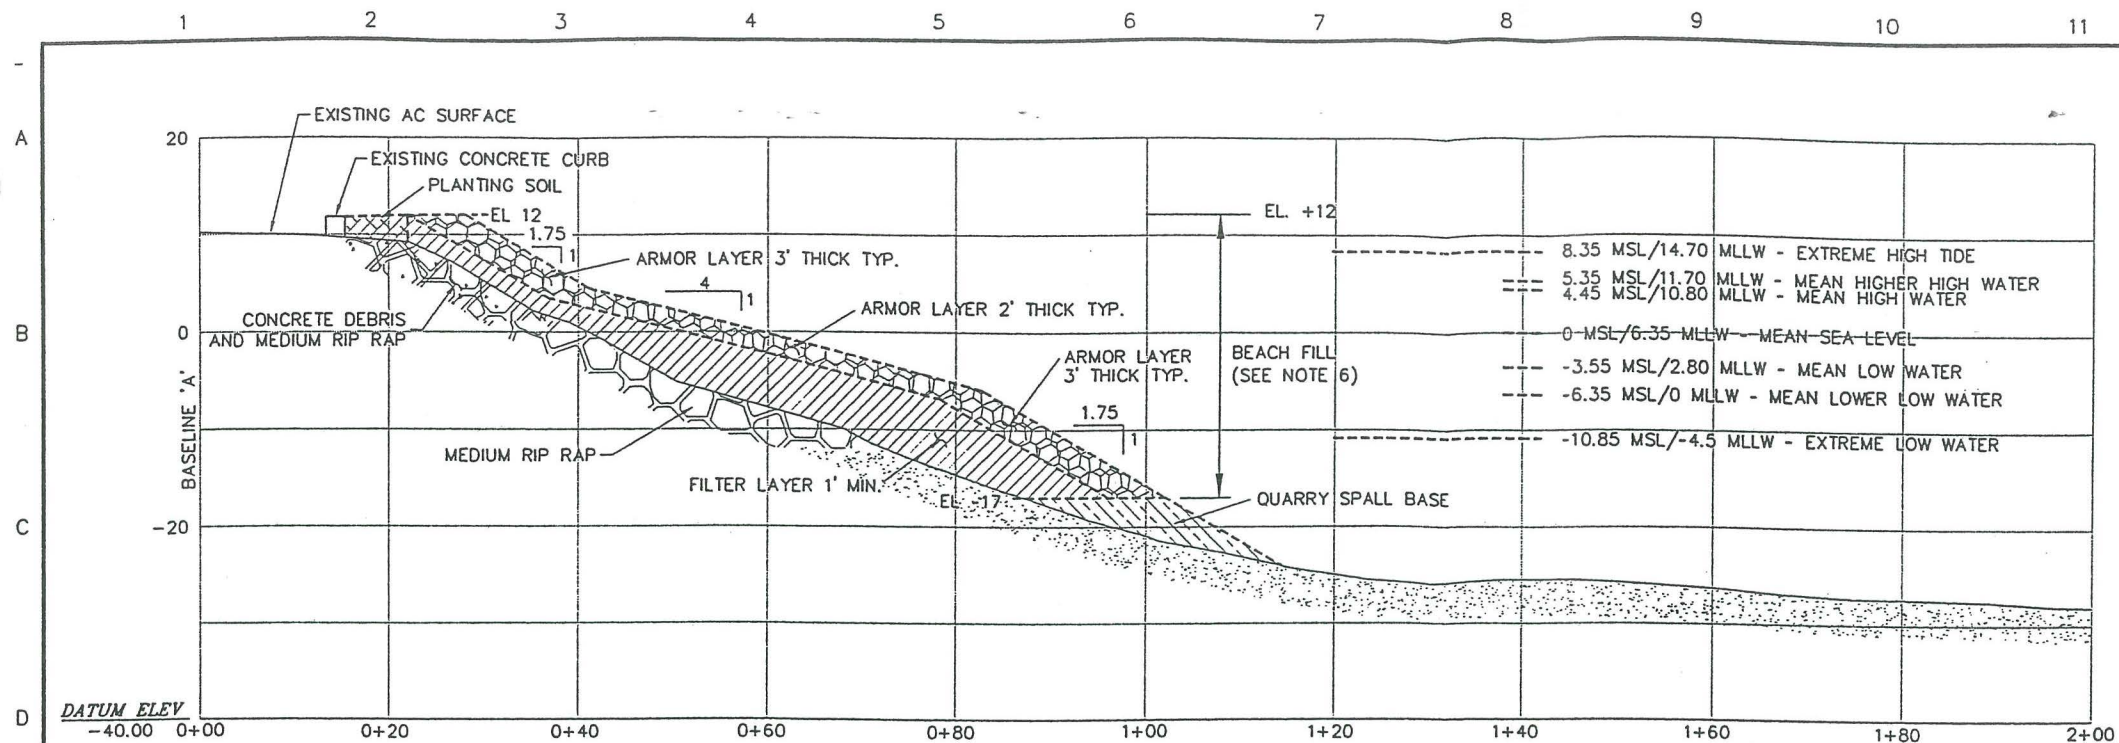 1 2 3 4 5 6 7 8 9 10 11
A
B
C
D
EXISTING AC SURFACE
20
EXISTING CONCRETE CURB
PLANTING SOIL
EL 12
1.75
1
ARMOR LAYER 3' THICK TYP.
4
1
ARMOR LAYER 2' THICK TYP.
CONCRETE DEBRIS
AND MEDIUM RIP RAP
0
BASELINE 'A'
ARMOR LAYER
3' THICK TYP.
1.75
1
MEDIUM RIP RAP
FILTER LAYER 1' MIN.
EL -17
-20
EL. +12
BEACH FILL
(SEE NOTE 6)
QUARRY SPALL BASE
8.35 MSL/14.70 MLLW - EXTREME HIGH TIDE
5.35 MSL/11.70 MLLW - MEAN HIGHER HIGH WATER
4.45 MSL/10.80 MLLW - MEAN HIGH WATER
0 MSL/6.35 MLLW - MEAN SEA LEVEL
-3.55 MSL/2.80 MLLW - MEAN LOW WATER
-6.35 MSL/0 MLLW - MEAN LOWER LOW WATER
-10.85 MSL/-4.5 MLLW - EXTREME LOW WATER
DATUM ELEV
-40.00
0+00 0+20 0+40 0+60 0+80 1+00 1+20 1+40 1+60 1+80 2+00